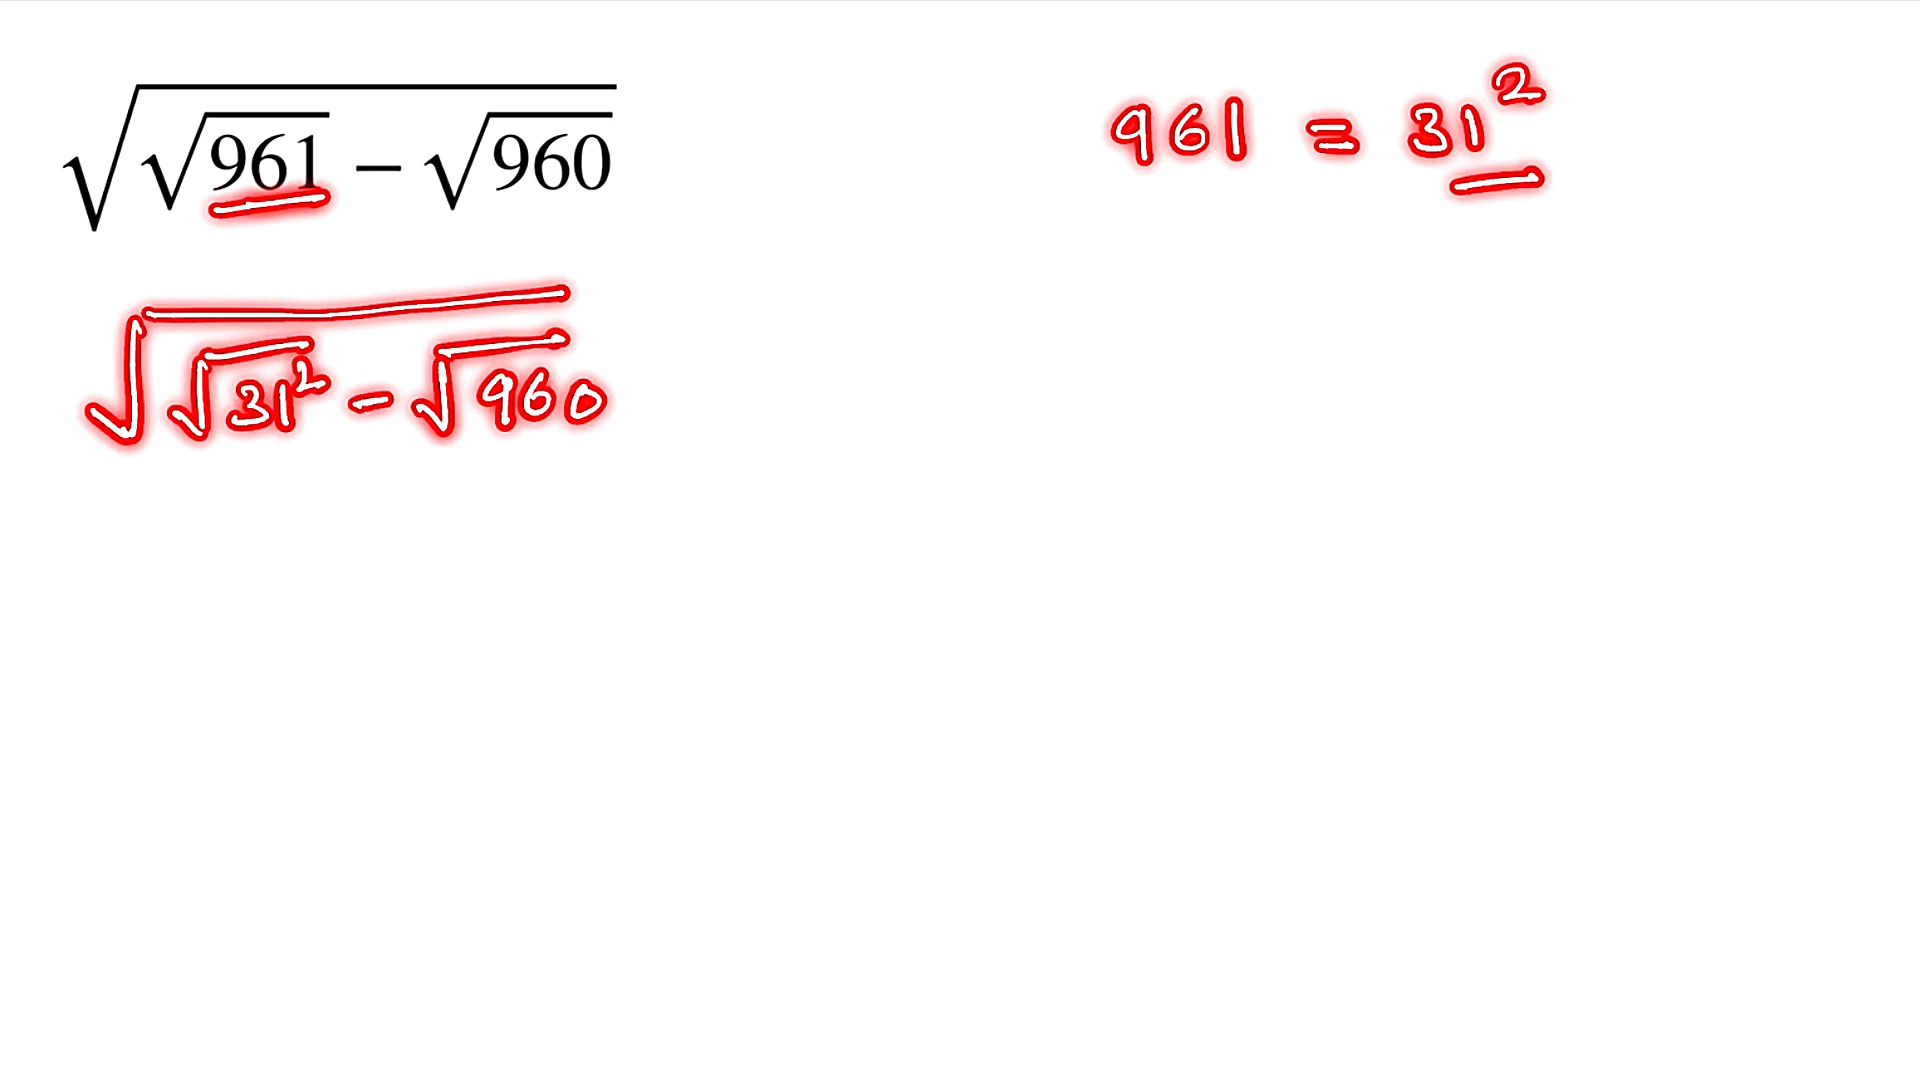 √(√961 − √960)
961 = 31²
√(√31² − √960)